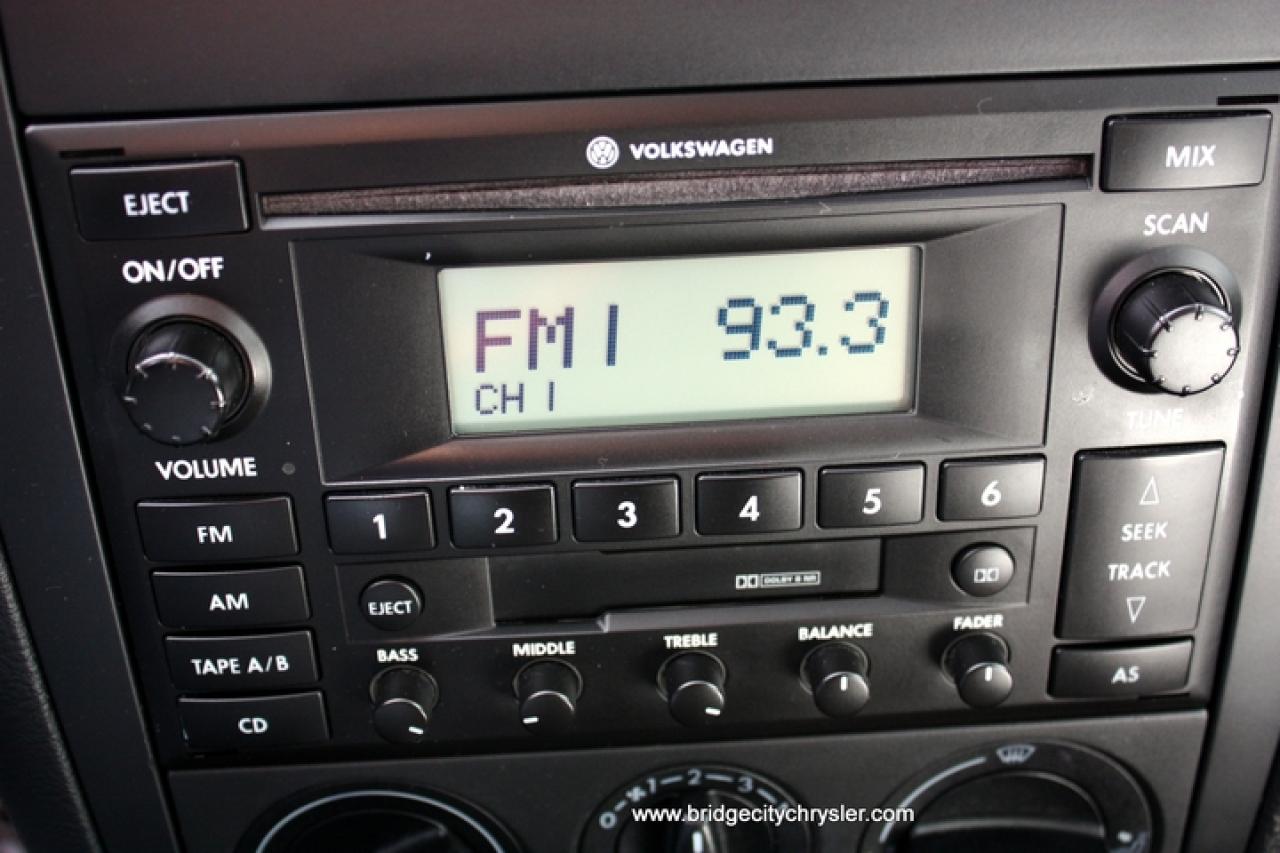 VOLKSWAGEN
EJECT
MIX
ON/OFF
SCAN
FM 1 93.3
CH 1
TUNE
VOLUME
1 2 3 4 5 6
FM
SEEK
TRACK
AM
EJECT
DOLBY B NR
TAPE A/B
BASS MIDDLE TREBLE BALANCE FADER
AS
CD
0 1 2 3
www.bridgecitychrysler.com